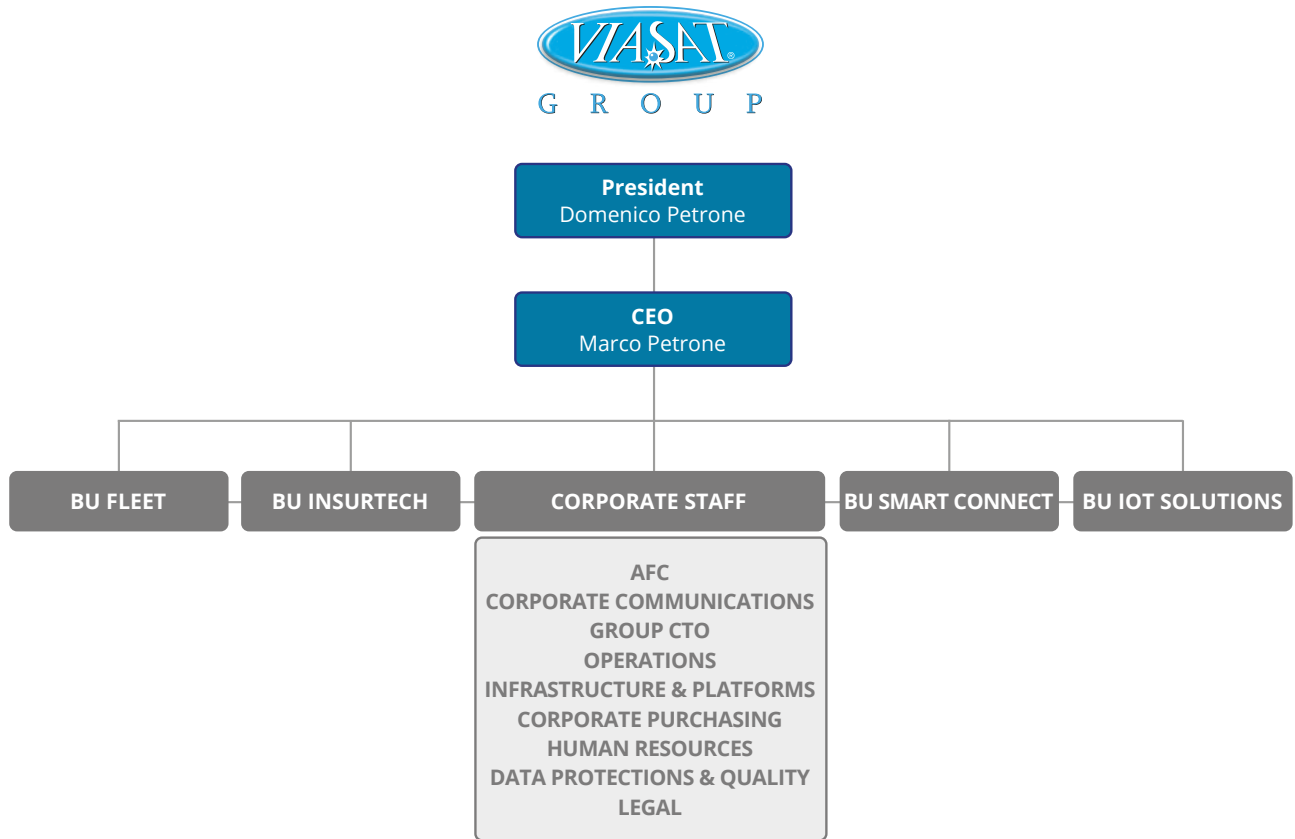 VIASAT®
GROUP
President
Domenico Petrone
CEO
Marco Petrone
BU FLEET
BU INSURTECH
CORPORATE STAFF
BU SMART CONNECT
BU IOT SOLUTIONS
AFC
CORPORATE COMMUNICATIONS
GROUP CTO
OPERATIONS
INFRASTRUCTURE & PLATFORMS
CORPORATE PURCHASING
HUMAN RESOURCES
DATA PROTECTIONS & QUALITY
LEGAL